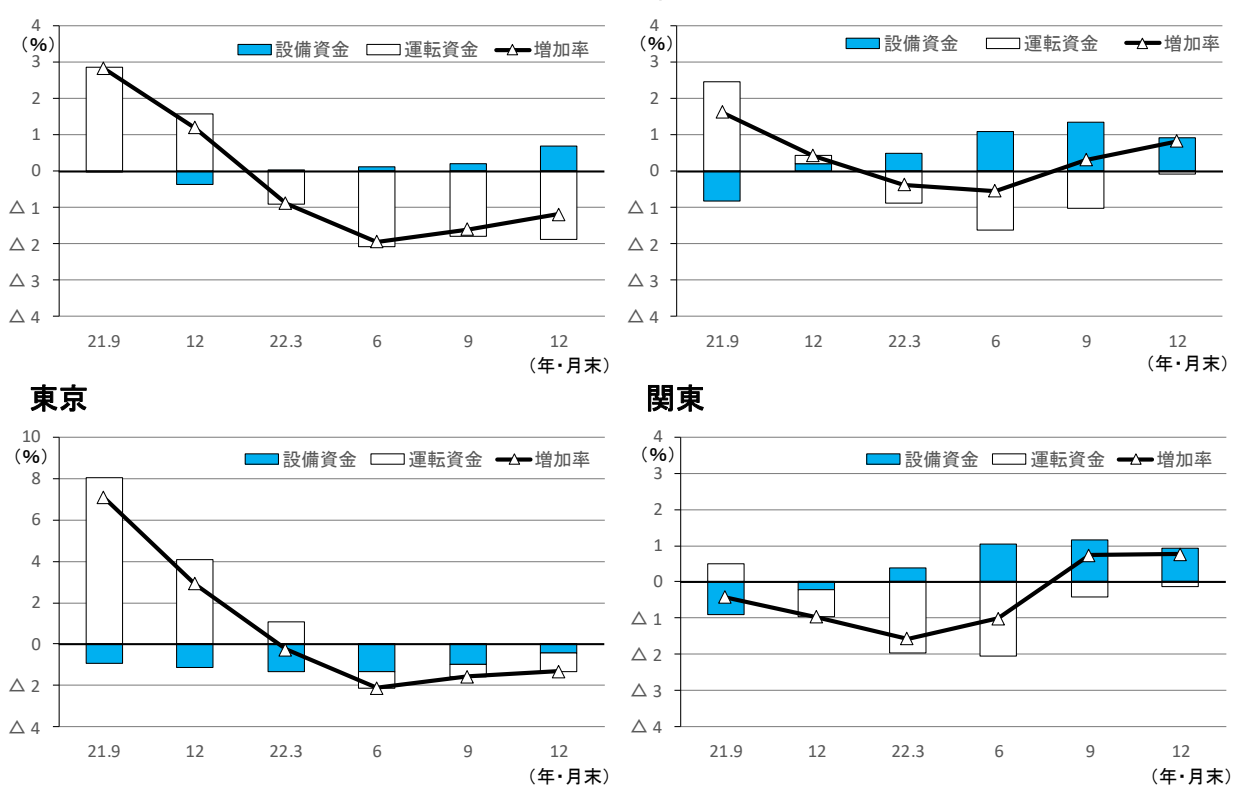 4
(%)
設備資金 運転資金 増加率
3
2
1
0
△ 1
△ 2
△ 3
△ 4
21.9 12 22.3 6 9 12
(年・月末)
4
(%)
設備資金 運転資金 増加率
3
2
1
0
△ 1
△ 2
△ 3
△ 4
21.9 12 22.3 6 9 12
(年・月末)
東京
10
(%)
設備資金 運転資金 増加率
8
6
4
2
0
△ 2
△ 4
21.9 12 22.3 6 9 12
(年・月末)
関東
4
(%)
設備資金 運転資金 増加率
3
2
1
0
△ 1
△ 2
△ 3
△ 4
21.9 12 22.3 6 9 12
(年・月末)